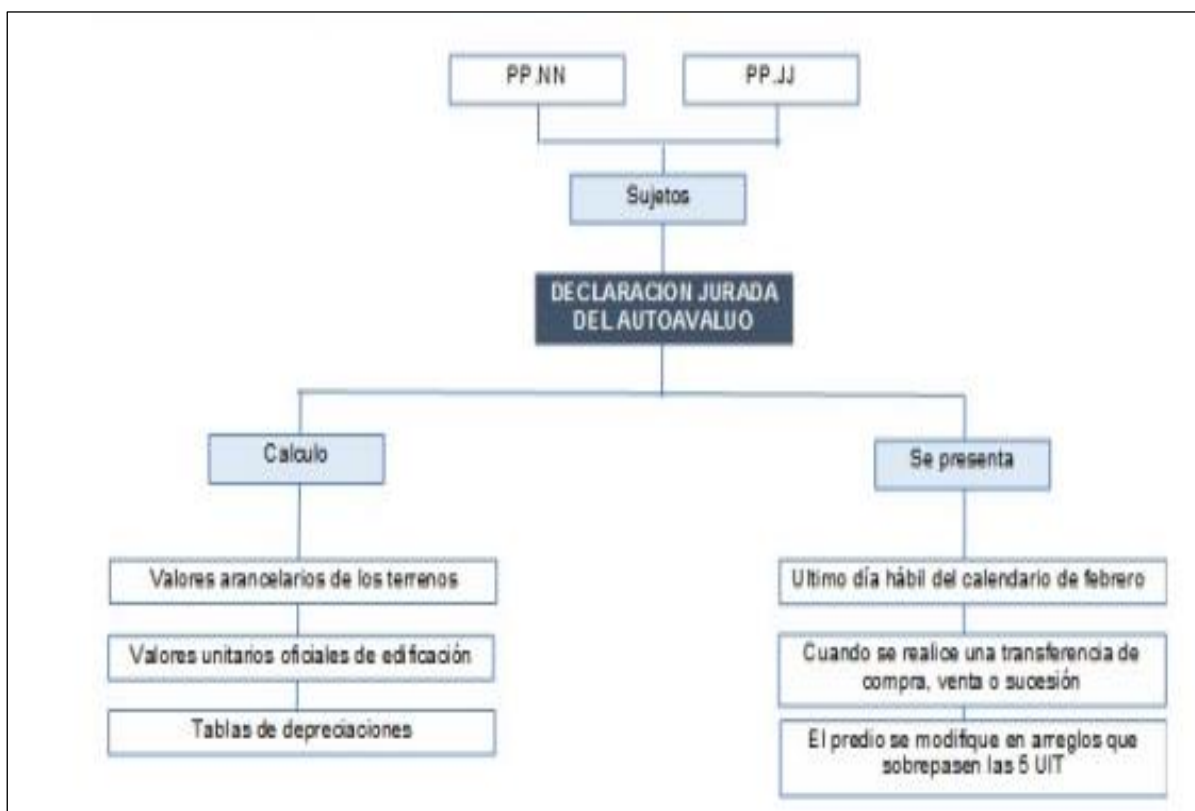 PP.NN
PP.JJ
Sujetos
DECLARACION JURADA
DEL AUTOAVALUO
Calculo
Valores arancelarios de los terrenos
Valores unitarios oficiales de edificación
Tablas de depreciaciones
Se presenta
Ultimo día hábil del calendario de febrero
Cuando se realice una transferencia de
compra, venta o sucesión
El predio se modifique en arreglos que
sobrepasen las 5 UIT